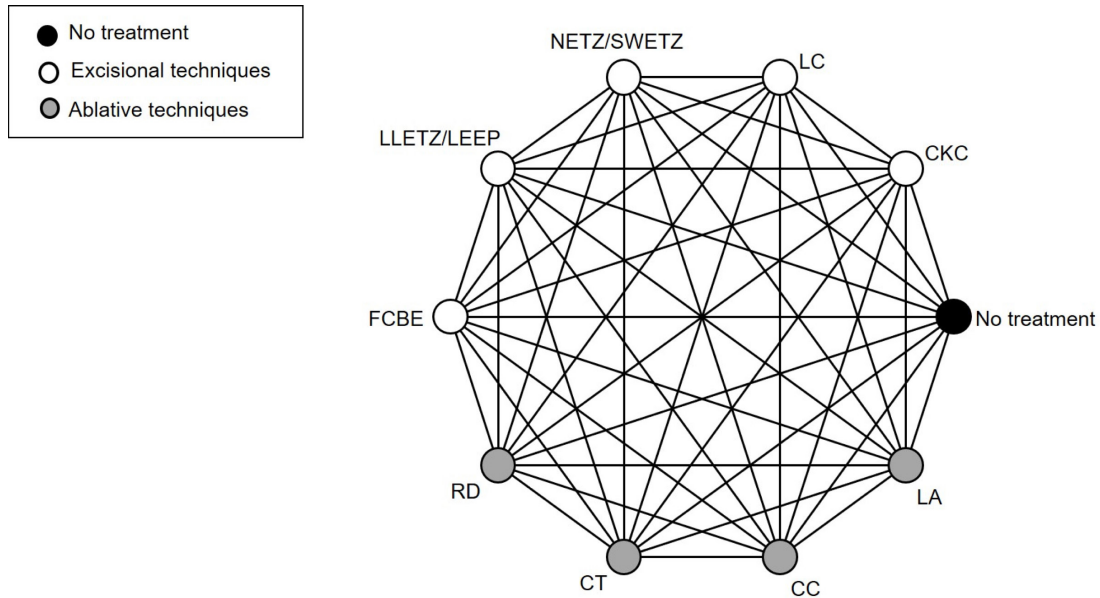 No treatment
Excisional techniques
Ablative techniques
NETZ/SWETZ
LC
LLETZ/LEEP
CKC
FCBE
No treatment
RD
LA
CT
CC